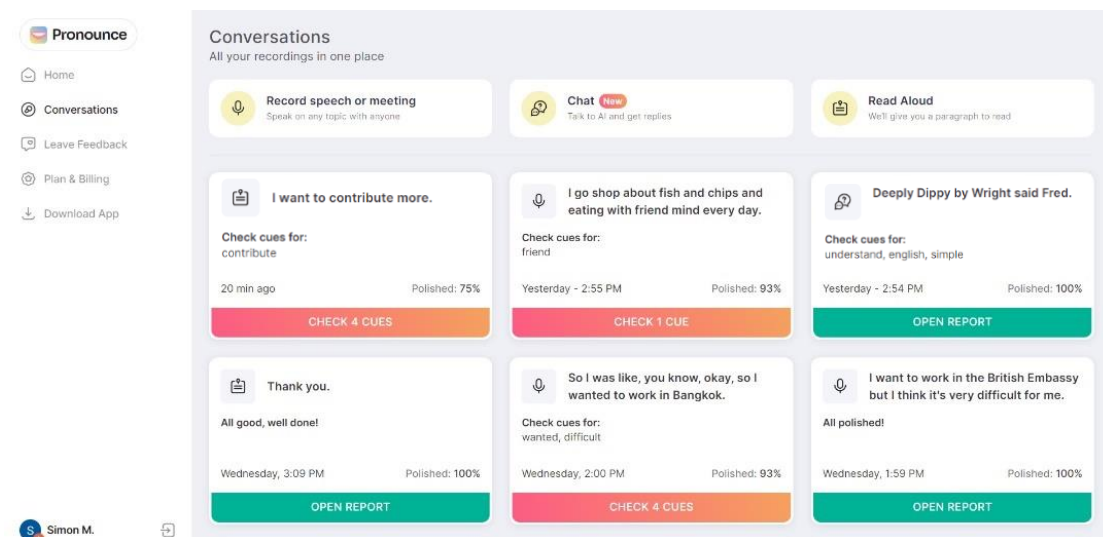 Pronounce
Home
Conversations
Leave Feedback
Plan & Billing
Download App
Simon M.
S
Conversations
All your recordings in one place
Record speech or meeting
Speak on any topic with anyone
Chat New
Talk to AI and get replies
Read Aloud
We'll give you a paragraph to read
I want to contribute more.
Check cues for:
contribute
20 min ago Polished: 75%
CHECK 4 CUES
I go shop about fish and chips and
eating with friend mind every day.
Check cues for:
friend
Yesterday - 2:55 PM Polished: 93%
CHECK 1 CUE
Deeply Dippy by Wright said Fred.
Check cues for:
understand, english, simple
Yesterday - 2:54 PM Polished: 100%
OPEN REPORT
Thank you.
All good, well done!
Wednesday, 3:09 PM Polished: 100%
OPEN REPORT
So I was like, you know, okay, so I
wanted to work in Bangkok.
Check cues for:
wanted, difficult
Wednesday, 2:00 PM Polished: 93%
CHECK 4 CUES
I want to work in the British Embassy
but I think it's very difficult for me.
All polished!
Wednesday, 1:59 PM Polished: 100%
OPEN REPORT